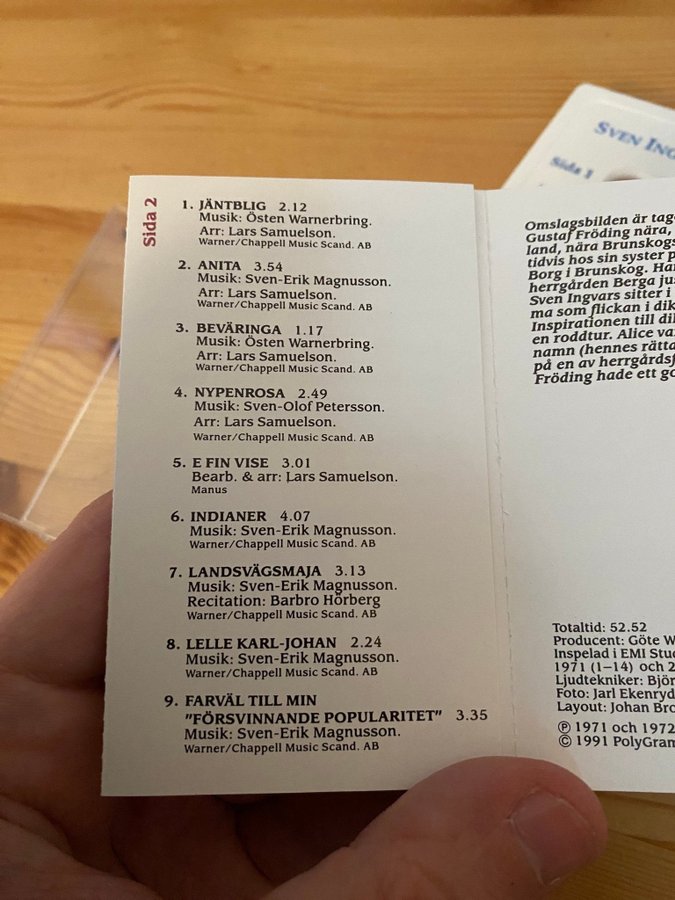 Sida 2
1. JÄNTBLIG 2.12
Musik: Östen Warnerbring.
Arr: Lars Samuelson.
Warner/Chappell Music Scand. AB
2. ANITA 3.54
Musik: Sven-Erik Magnusson.
Arr: Lars Samuelson.
Warner/Chappell Music Scand. AB
3. BEVÄRINGA 1.17
Musik: Östen Warnerbring.
Arr: Lars Samuelson.
Warner/Chappell Music Scand. AB
4. NYPENROSA 2.49
Musik: Sven-Olof Petersson.
Arr: Lars Samuelson.
Warner/Chappell Music Scand. AB
5. E FIN VISE 3.01
Bearb. & arr: Lars Samuelson.
Manus
6. INDIANER 4.07
Musik: Sven-Erik Magnusson.
Warner/Chappell Music Scand. AB
7. LANDSVÄGSMAJA 3.13
Musik: Sven-Erik Magnusson.
Recitation: Barbro Hörberg
Warner/Chappell Music Scand. AB
8. LELLE KARL-JOHAN 2.24
Musik: Sven-Erik Magnusson.
Warner/Chappell Music Scand. AB
9. FARVÄL TILL MIN
"FÖRSVINNANDE POPULARITET" 3.35
Musik: Sven-Erik Magnusson.
Warner/Chappell Music Scand. AB
SVEN ING
Sida 1
Omslagsbilden är tag
Gustaf Fröding nära,
land, nära Brunskogs
tidvis hos sin syster p
Borg i Brunskog. Ha
herrgården Berga ju
Sven Ingvars sitter i
ma som flickan i dik
Inspirationen till di
en roddtur. Alice va
namn (hennes rätta
på en av herrgårdsf
Fröding hade ett go
Totaltid: 52.52
Producent: Göte W
Inspelad i EMI Stu
1971 (1–14) och 2
Ljudtekniker: Björ
Foto: Jarl Ekenryd
Layout: Johan Bro
℗ 1971 och 1972
© 1991 PolyGram